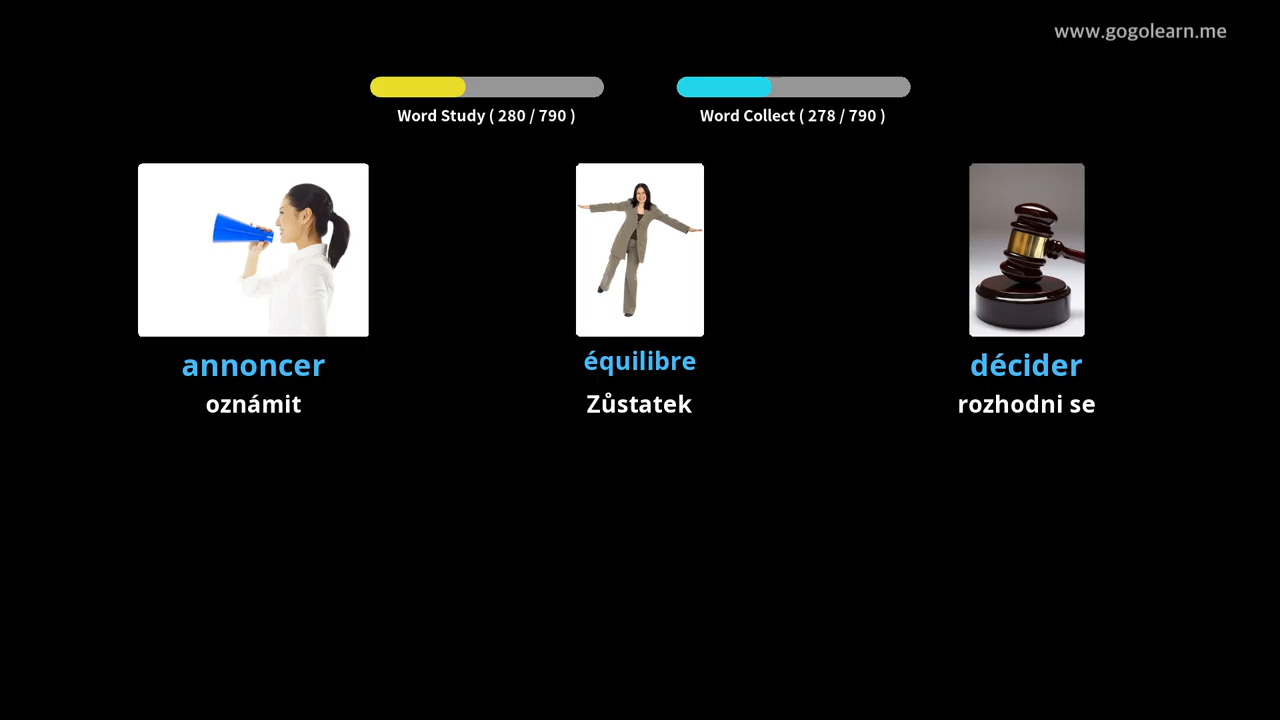 www.gogolearn.me
Word Study ( 280 / 790 )
Word Collect ( 278 / 790 )
annoncer
oznámit
équilibre
Zůstatek
décider
rozhodni se